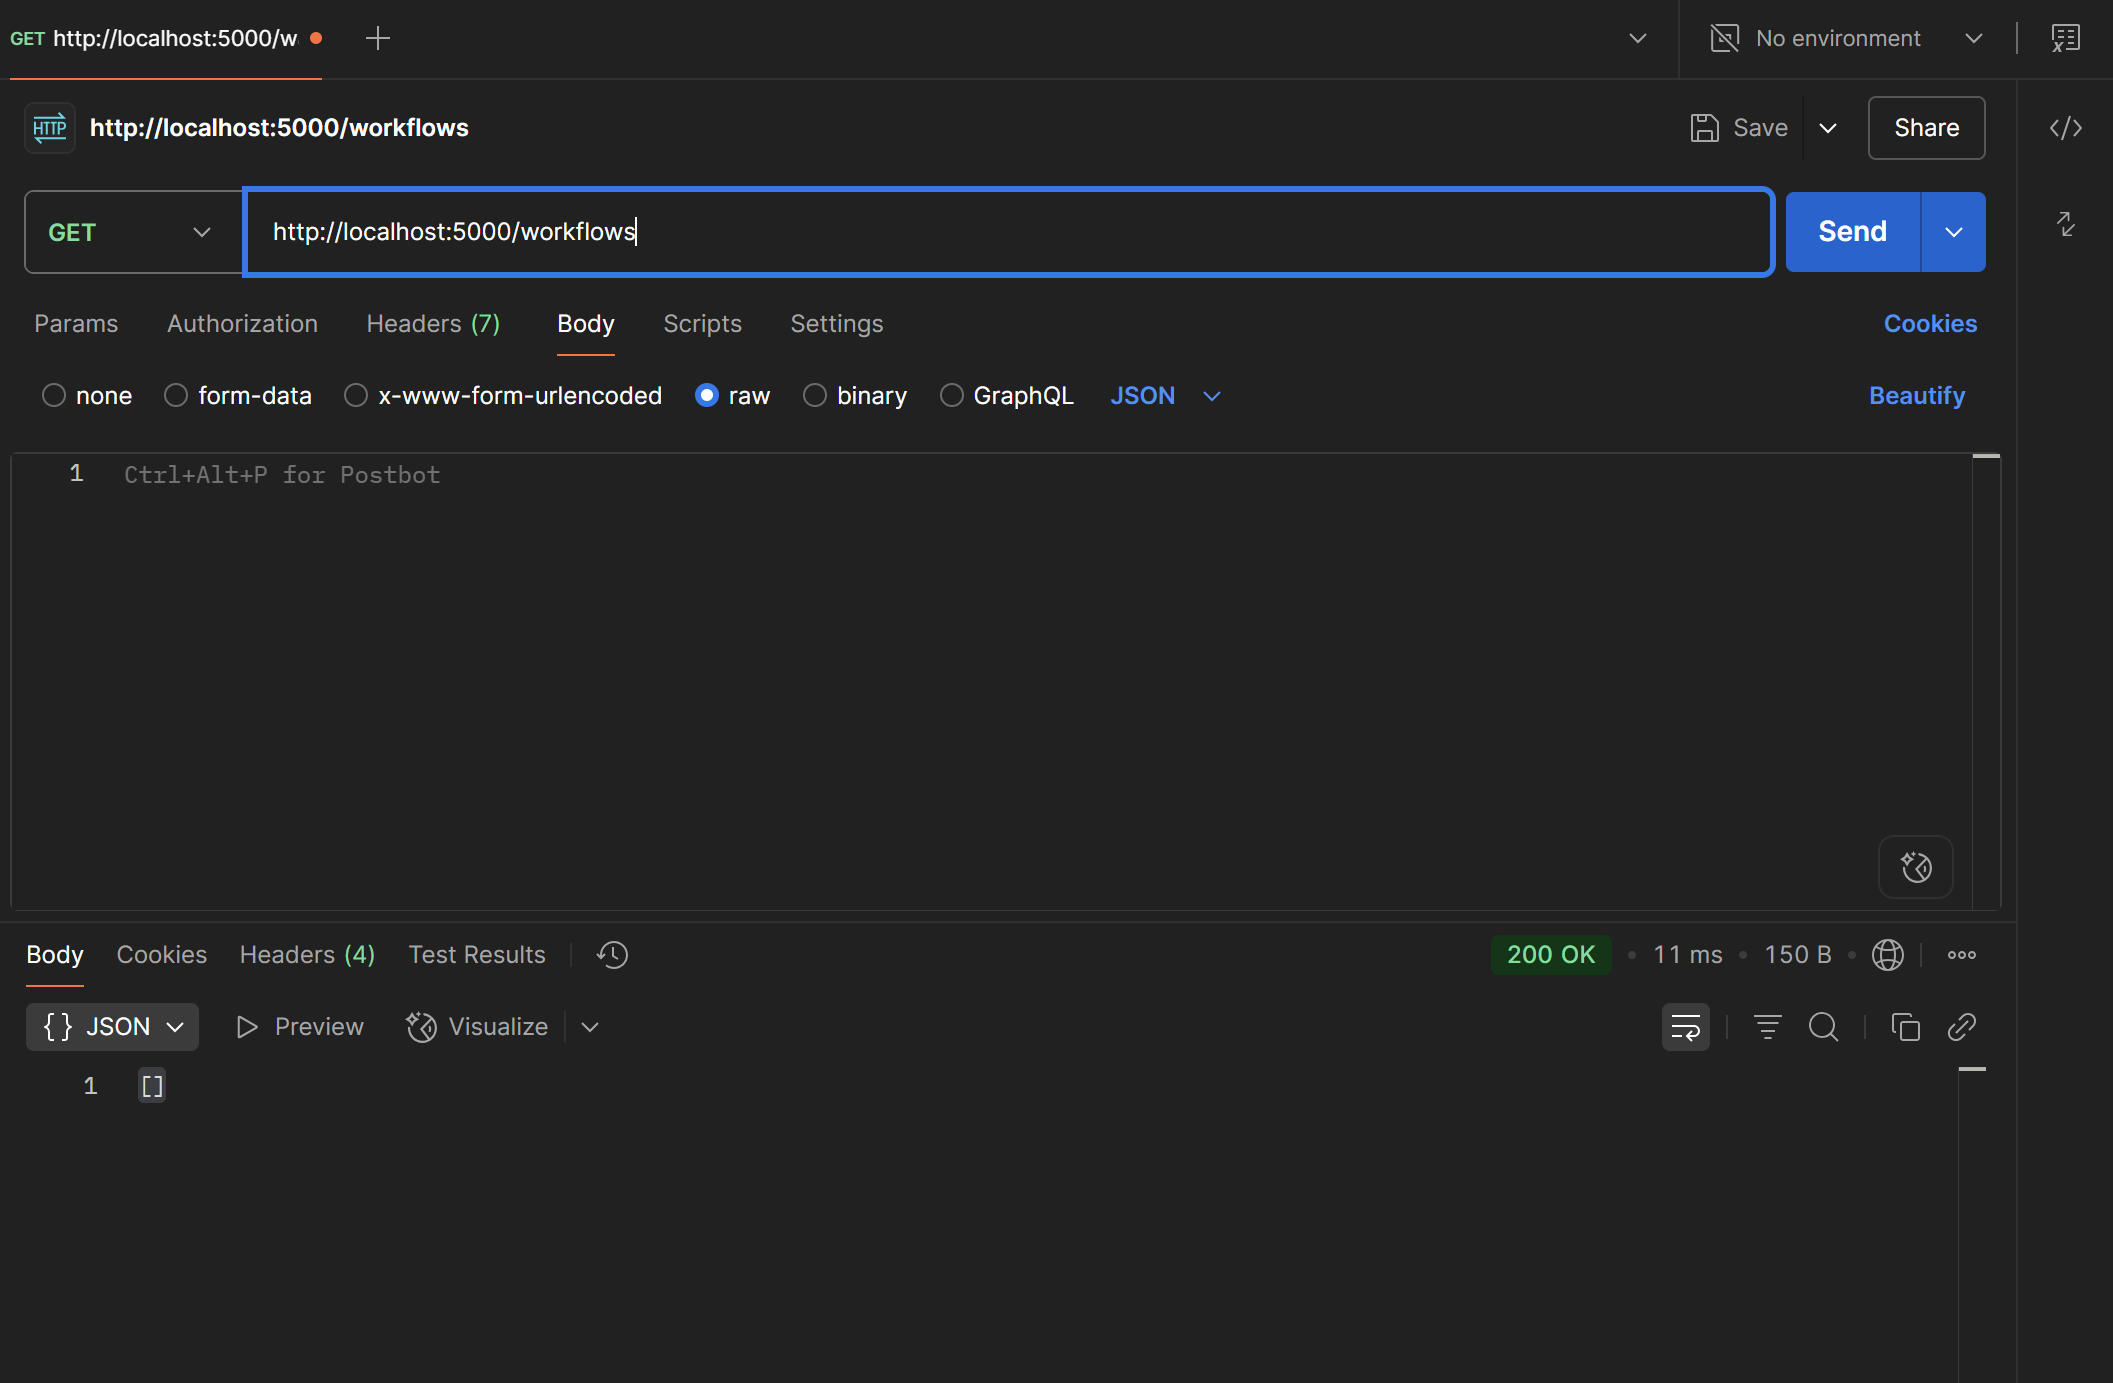 GET http://localhost:5000/w
No environment
HTTP http://localhost:5000/workflows
Save
Share
GET
http://localhost:5000/workflows
Send
Params Authorization Headers (7) Body Scripts Settings Cookies
none form-data x-www-form-urlencoded raw binary GraphQL JSON Beautify
1 Ctrl+Alt+P for Postbot
Body Cookies Headers (4) Test Results 200 OK • 11 ms • 150 B •
{} JSON Preview Visualize
1 []